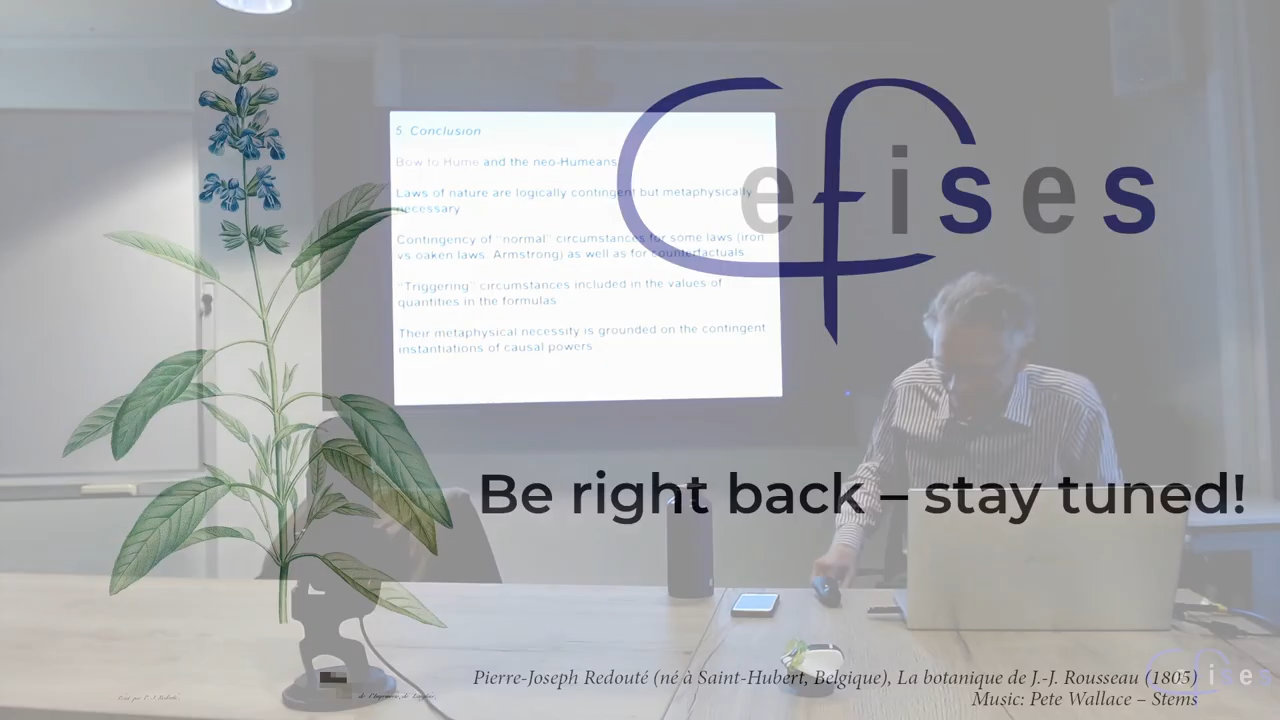 Cefises
5 Conclusion
Bow to Hume and the neo-Humeans
Laws of nature are logically contingent but metaphysically
necessary
Contingency of "normal" circumstances for some laws (iron
vs oaken laws, Armstrong) as well as for counterfactuals
"Triggering" circumstances included in the values of
quantities in the formulas
Their metaphysical necessity is grounded on the contingent
instantiations of causal powers
Be right back – stay tuned!
Pierre-Joseph Redouté (né à Saint-Hubert, Belgique), La botanique de J.-J. Rousseau (1805)
Music: Pete Wallace – Stems
Cefises